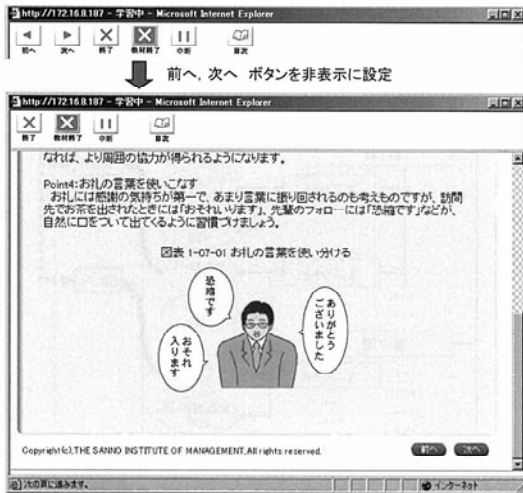 http://172.16.8.187 - 学習中 - Microsoft Internet Explorer
前へ 次へ 終了 教材終了 中断 目次
前へ, 次へ ボタンを非表示に設定
http://172.16.8.187 - 学習中 - Microsoft Internet Explorer
終了 教材終了 中断 目次
なれば、より周囲の協力が得られるようになります。
Point4:お礼の言葉を使いこなす
お礼には感謝の気持ちが第一で、あまり言葉に振り回されるのも考えものですが、訪問
先でお茶を出されたときには「おそれいります」、先輩のフォローには「恐縮です」などが、
自然に口をついて出てくるように習慣づけましょう。
図表 1-07-01 お礼の言葉を使い分ける
恐縮です
ありがとう
ございました
おそれ
入ります
Copyright(c),THE SANNO INSTITUTE OF MANAGEMENT,All rights reserved.
前へ 次へ
次の頁に進みます。
インターネット